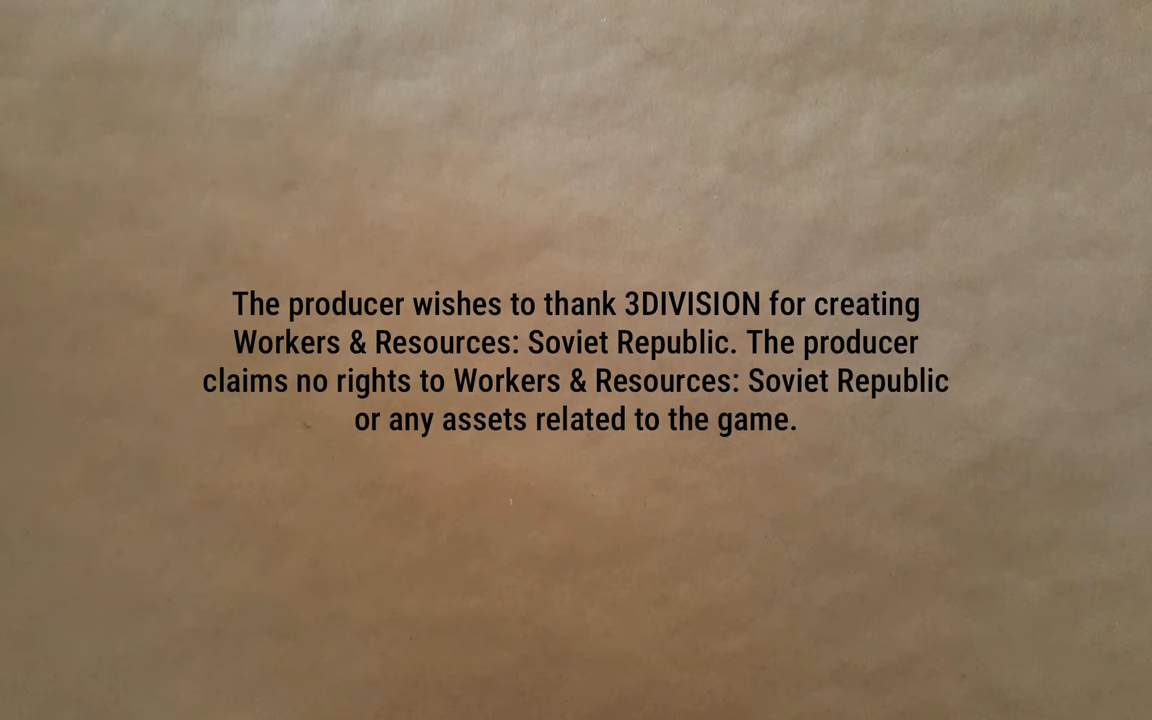 The producer wishes to thank 3DIVISION for creating
Workers & Resources: Soviet Republic. The producer
claims no rights to Workers & Resources: Soviet Republic
or any assets related to the game.